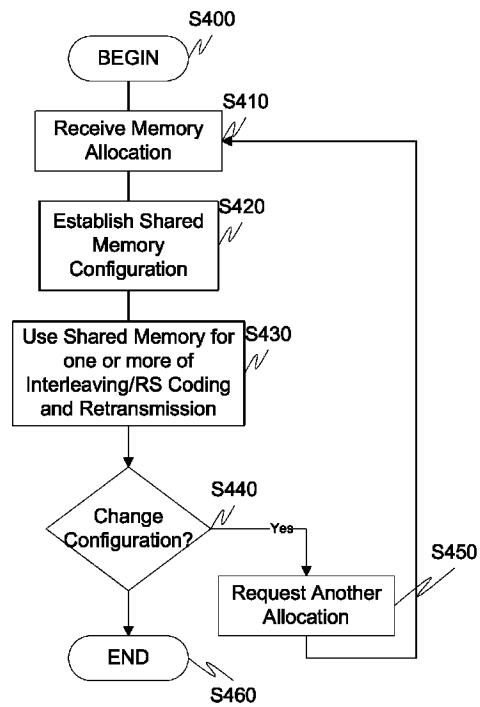 S400
BEGIN
S410
Receive Memory
Allocation
S420
Establish Shared
Memory
Configuration
S430
Use Shared Memory for
one or more of
Interleaving/RS Coding
and Retransmission
S440
Change
Configuration?
Yes
S450
Request Another
Allocation
END
S460